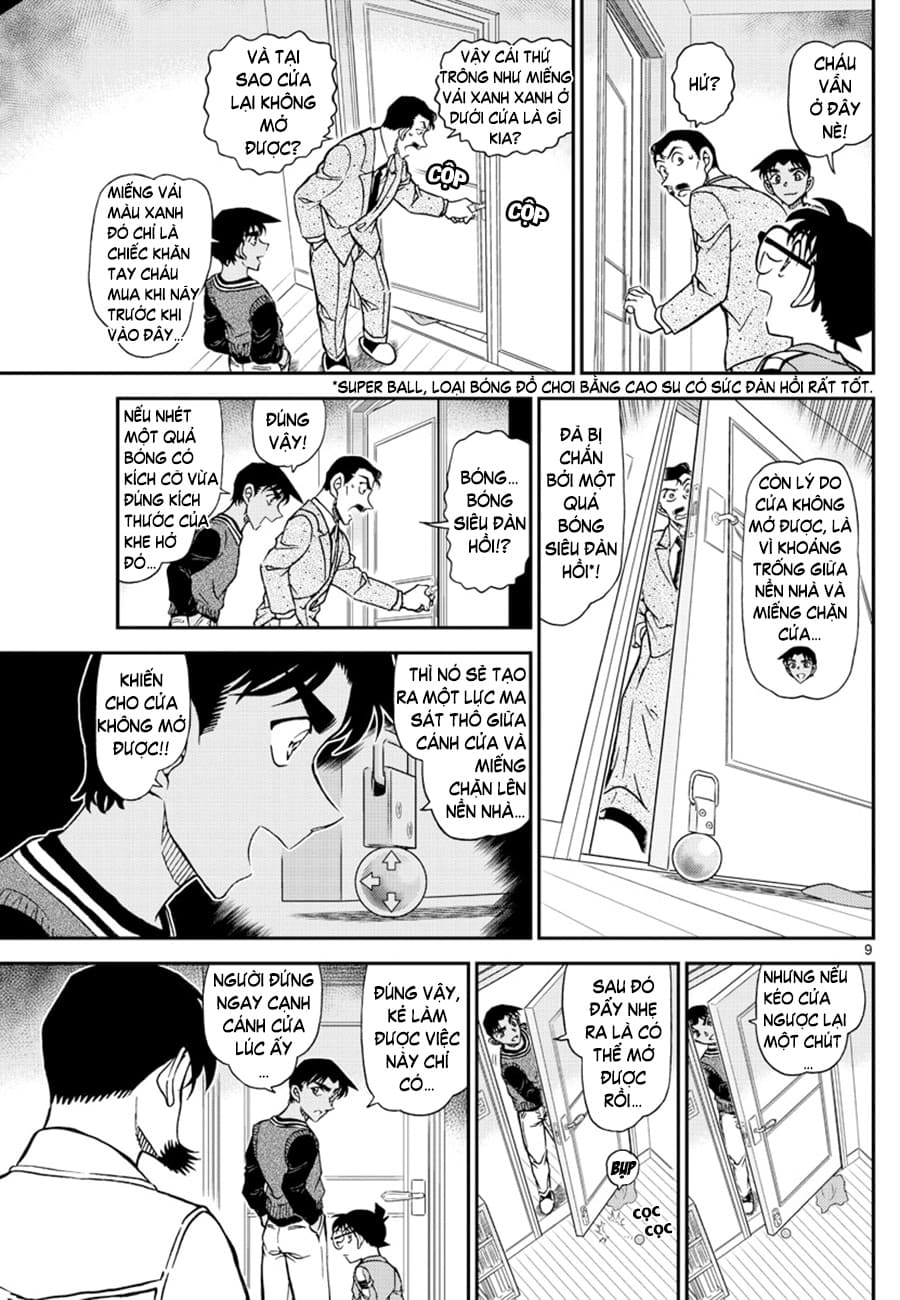 CHÁU
VẪN
Ở ĐÂY
NÈ!
HỨ?
VẬY CÁI THỨ
TRÔNG NHƯ MIẾNG
VẢI XANH XANH Ở
DƯỚI CỬA LÀ GÌ
KIA?
CỘP
CỘP
VÀ TẠI
SAO CỬA
LẠI KHÔNG
MỞ
ĐƯỢC?
MIẾNG VẢI
MÀU XANH
ĐÓ CHỈ LÀ
CHIẾC KHĂN
TAY CHÁU
MUA KHI NÃY
TRƯỚC KHI
VÀO ĐÂY...
*SUPER BALL, LOẠI BÓNG ĐỒ CHƠI BẰNG CAO SU CÓ SỨC ĐÀN HỒI RẤT TỐT.
CÒN LÝ DO
CỬA KHÔNG
MỞ ĐƯỢC, LÀ
VÌ KHOẢNG
TRỐNG GIỮA
NỀN NHÀ VÀ
MIẾNG CHẶN
CỬA...
ĐÃ BỊ
CHẮN
BỞI MỘT
QUẢ
BÓNG
SIÊU ĐÀN
HỒI*!
BÓNG...
BÓNG
SIÊU ĐÀN
HỒI!?
ĐÚNG
VẬY!
NẾU NHÉT
MỘT QUẢ
BÓNG CÓ
KÍCH CỠ VỪA
ĐÚNG KÍCH
THƯỚC CỦA
KHE HỞ
ĐÓ...
THÌ NÓ SẼ TẠO
RA MỘT LỰC MA
SÁT THÔ GIỮA
CÁNH CỬA VÀ
MIẾNG
CHẶN LÊN
NỀN NHÀ...
KHIẾN
CHO CỬA
KHÔNG MỞ
ĐƯỢC!!
9
NHƯNG NẾU
KÉO CỬA
NGƯỢC LẠI
MỘT CHÚT
...
SAU ĐÓ
ĐẨY NHẸ
RA LÀ CÓ
THỂ MỞ
ĐƯỢC
RỒI...
BỤP
CỌC
CỌC
ĐÚNG VẬY,
KẺ LÀM
ĐƯỢC VIỆC
NÀY CHỈ
CÓ...
NGƯỜI ĐỨNG
NGAY CẠNH
CÁNH CỬA
LÚC ẤY
...